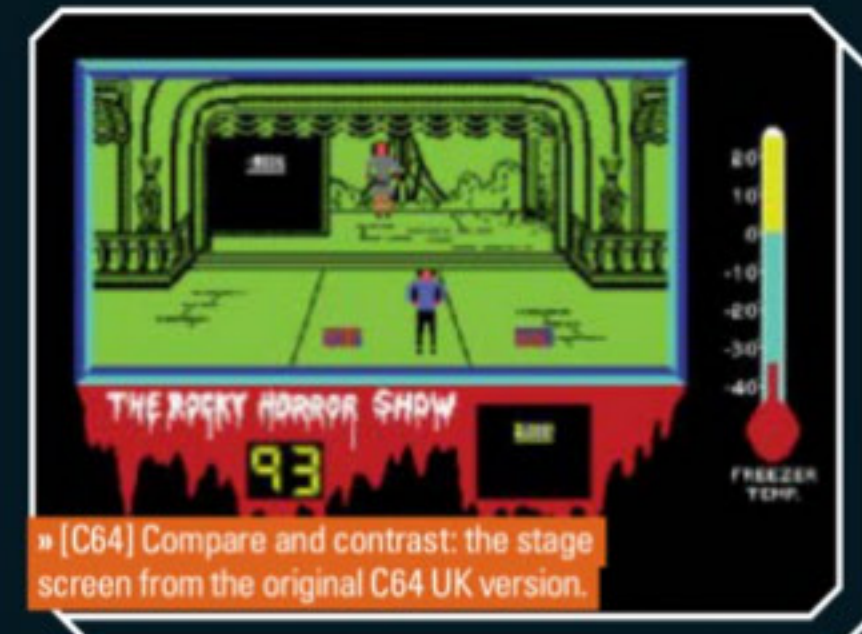 20
10
0
-10
-20
-30
-40
THE ROCKY HORROR SHOW
93
FREEZER
TEMP.
» [C64] Compare and contrast: the stage
screen from the original C64 UK version.